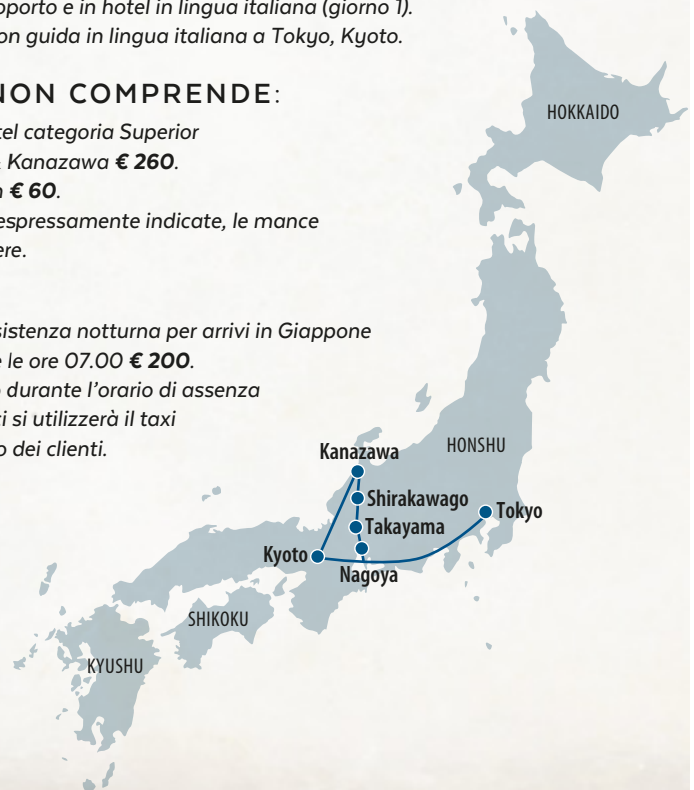 porto e in hotel in lingua italiana (giorno 1).
on guida in lingua italiana a Tokyo, Kyoto.
NON COMPRENDE:
tel categoria Superior
Kanazawa € 260.
€ 60.
espressamente indicate, le mance
ere.
sistenza notturna per arrivi in Giappone
e le ore 07.00 € 200.
durante l'orario di assenza
ti si utilizzerà il taxi
o dei clienti.
HOKKAIDO
HONSHU
Kanazawa
Shirakawago
Tokyo
Takayama
Kyoto
Nagoya
SHIKOKU
KYUSHU